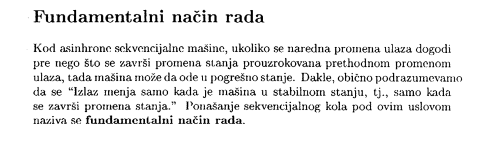 Fundamentalni način rada
Kod asinhrone sekvencijalne mašine, ukoliko se naredna promena ulaza dogodi
pre nego što se završi promena stanja prouzrokovana prethodnom promenom
ulaza, tada mašina može da ode u pogrešno stanje. Dakle, obično podrazumevamo
da se “Izlaz menja samo kada je mašina u stabilnom stanju, tj., samo kada
se završi promena stanja.” Ponašanje sekvencijalnog kola pod ovim uslovom
naziva se fundamentalni način rada.